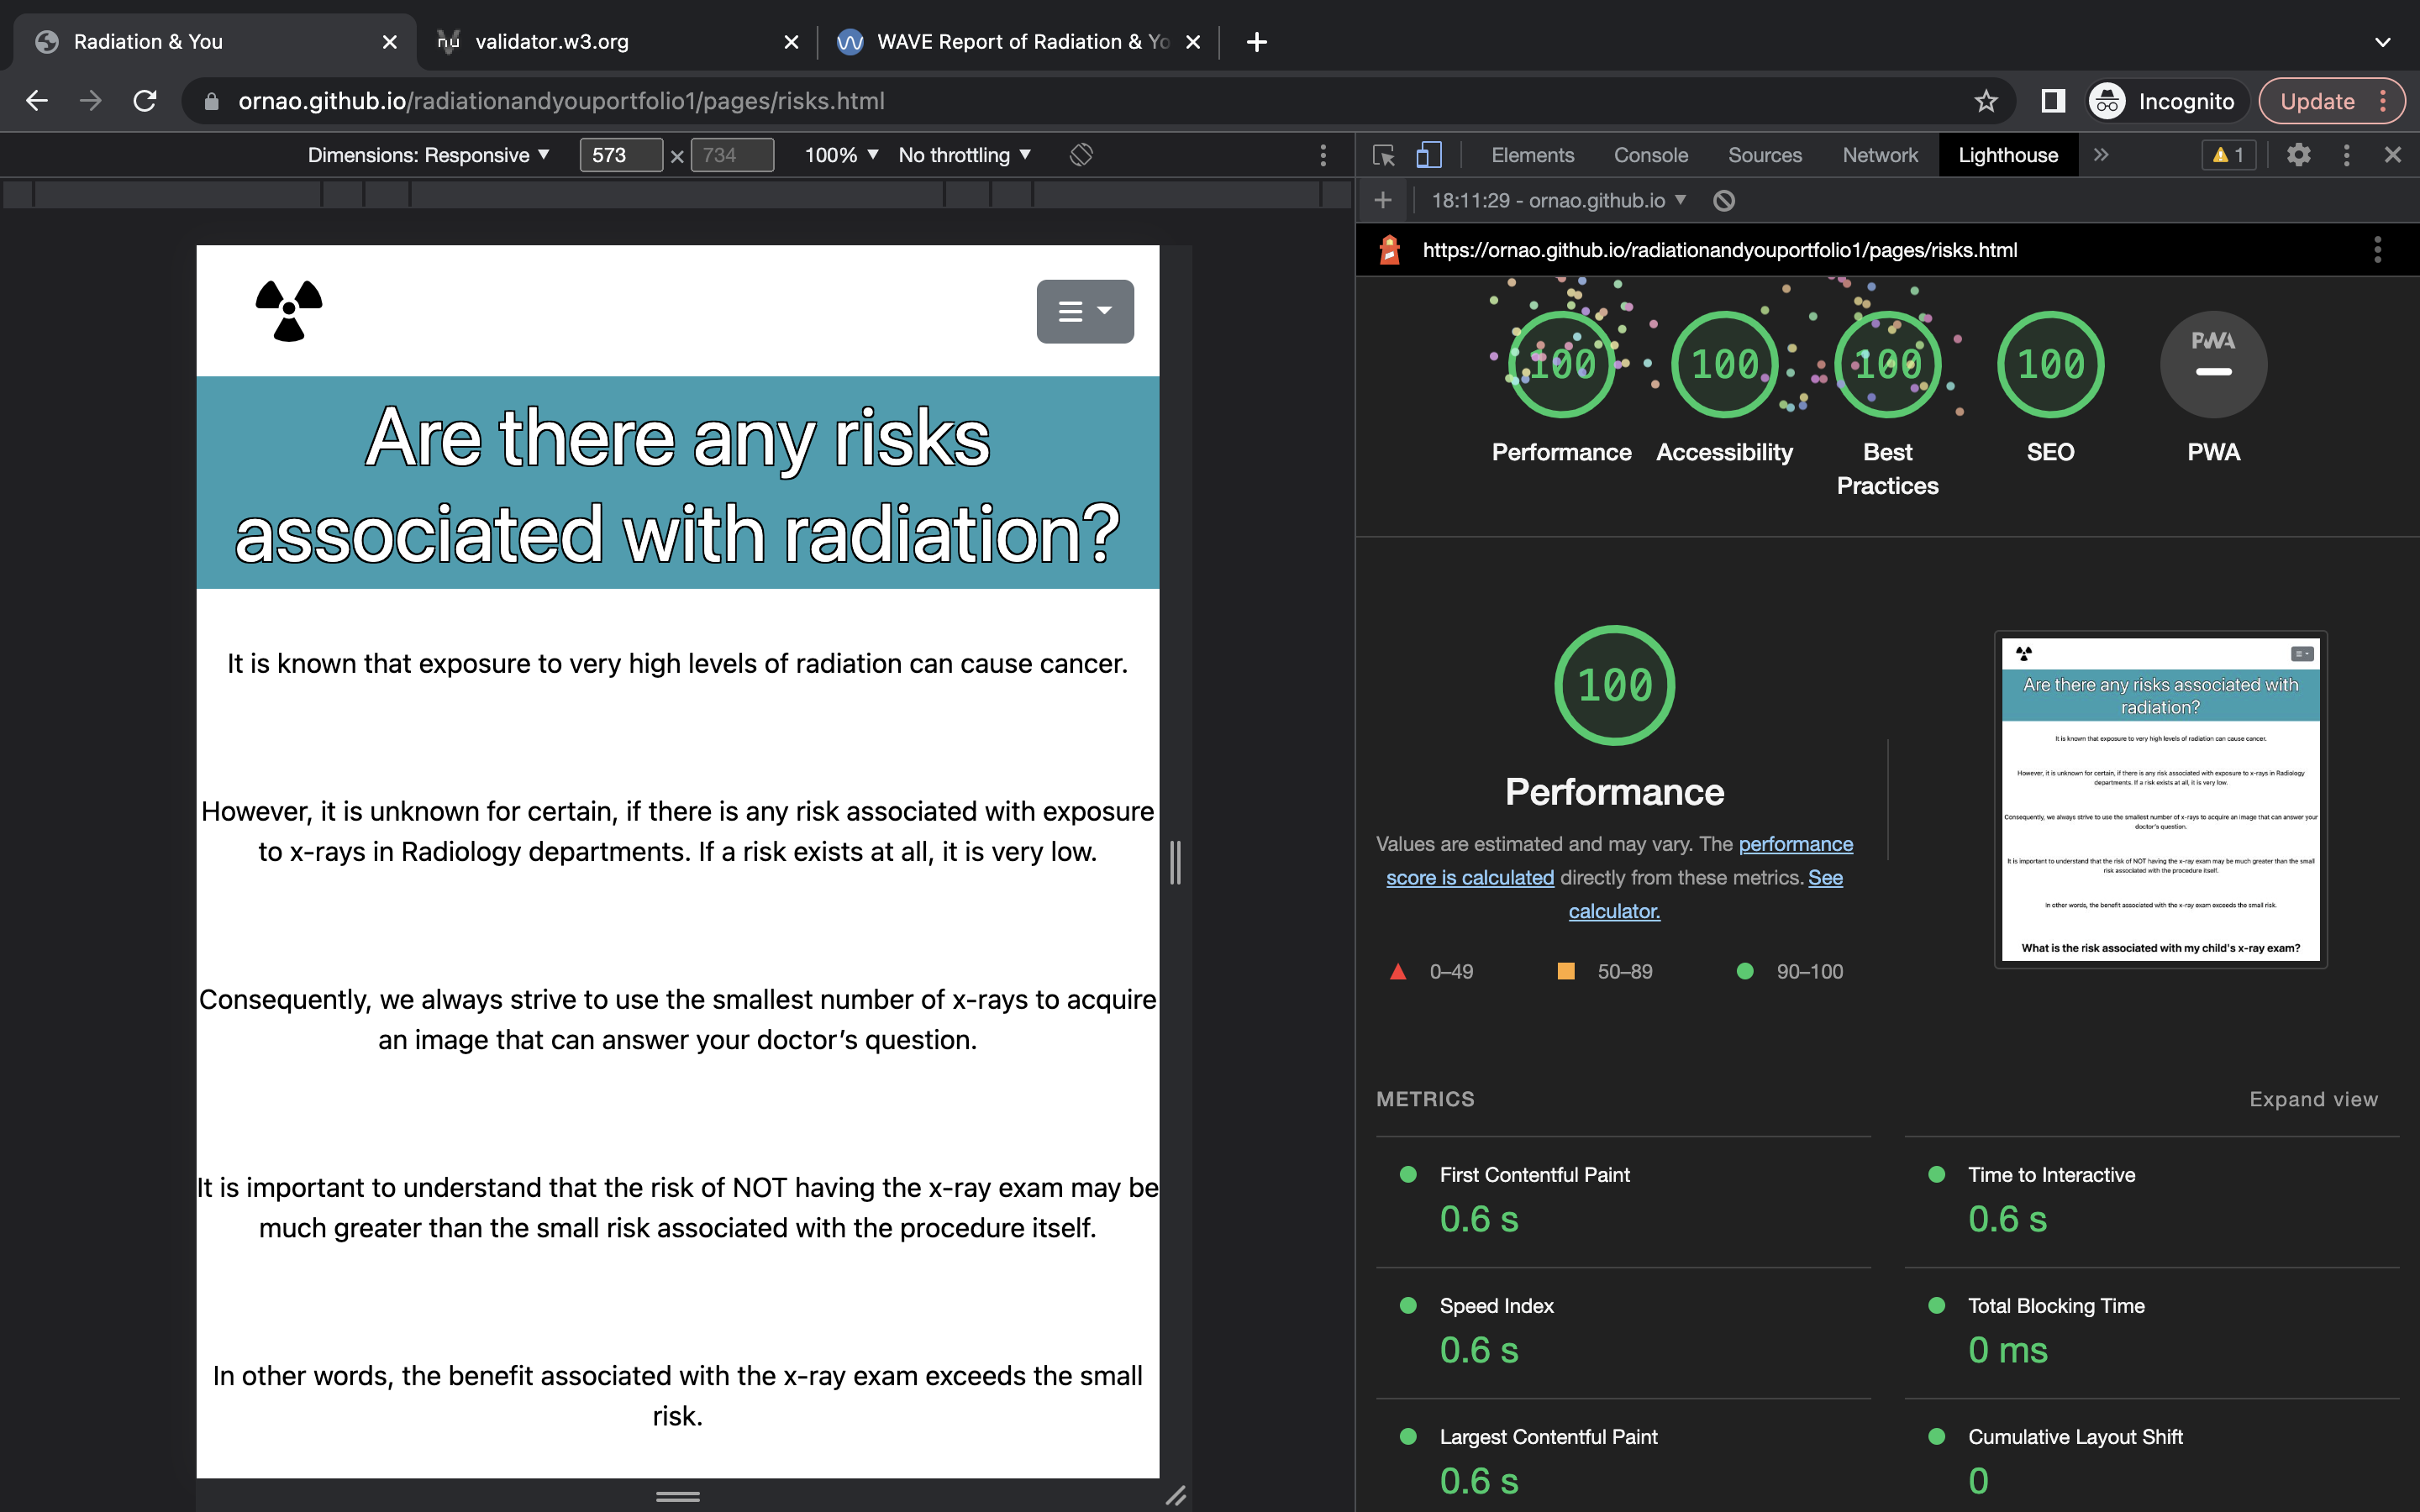 Radiation & You
validator.w3.org
WAVE Report of Radiation & Yo
ornao.github.io/radiationandyouportfolio1/pages/risks.html
Incognito
Update
Dimensions: Responsive
573 × 734
100%
No throttling
Elements
Console
Sources
Network
Lighthouse
1
18:11:29 - ornao.github.io
https://ornao.github.io/radiationandyouportfolio1/pages/risks.html
Are there any risks
associated with radiation?
It is known that exposure to very high levels of radiation can cause cancer.
However, it is unknown for certain, if there is any risk associated with exposure
to x-rays in Radiology departments. If a risk exists at all, it is very low.
Consequently, we always strive to use the smallest number of x-rays to acquire
an image that can answer your doctor’s question.
It is important to understand that the risk of NOT having the x-ray exam may be
much greater than the small risk associated with the procedure itself.
In other words, the benefit associated with the x-ray exam exceeds the small
risk.
100
100
100
100
PWA
Performance
Accessibility
Best
Practices
SEO
PWA
100
Performance
Values are estimated and may vary. The performance
score is calculated directly from these metrics. See
calculator.
0–49
50–89
90–100
Are there any risks associated with
radiation?
It is known that exposure to very high levels of radiation can cause cancer.
However, it is unknown for certain, if there is any risk associated with exposure to x-rays in Radiology
departments. If a risk exists at all, it is very low.
Consequently, we always strive to use the smallest number of x-rays to acquire an image that can answer your
doctor’s question.
It is important to understand that the risk of NOT having the x-ray exam may be much greater than the small
risk associated with the procedure itself.
In other words, the benefit associated with the x-ray exam exceeds the small risk.
What is the risk associated with my child's x-ray exam?
METRICS
Expand view
First Contentful Paint
0.6 s
Time to Interactive
0.6 s
Speed Index
0.6 s
Total Blocking Time
0 ms
Largest Contentful Paint
0.6 s
Cumulative Layout Shift
0